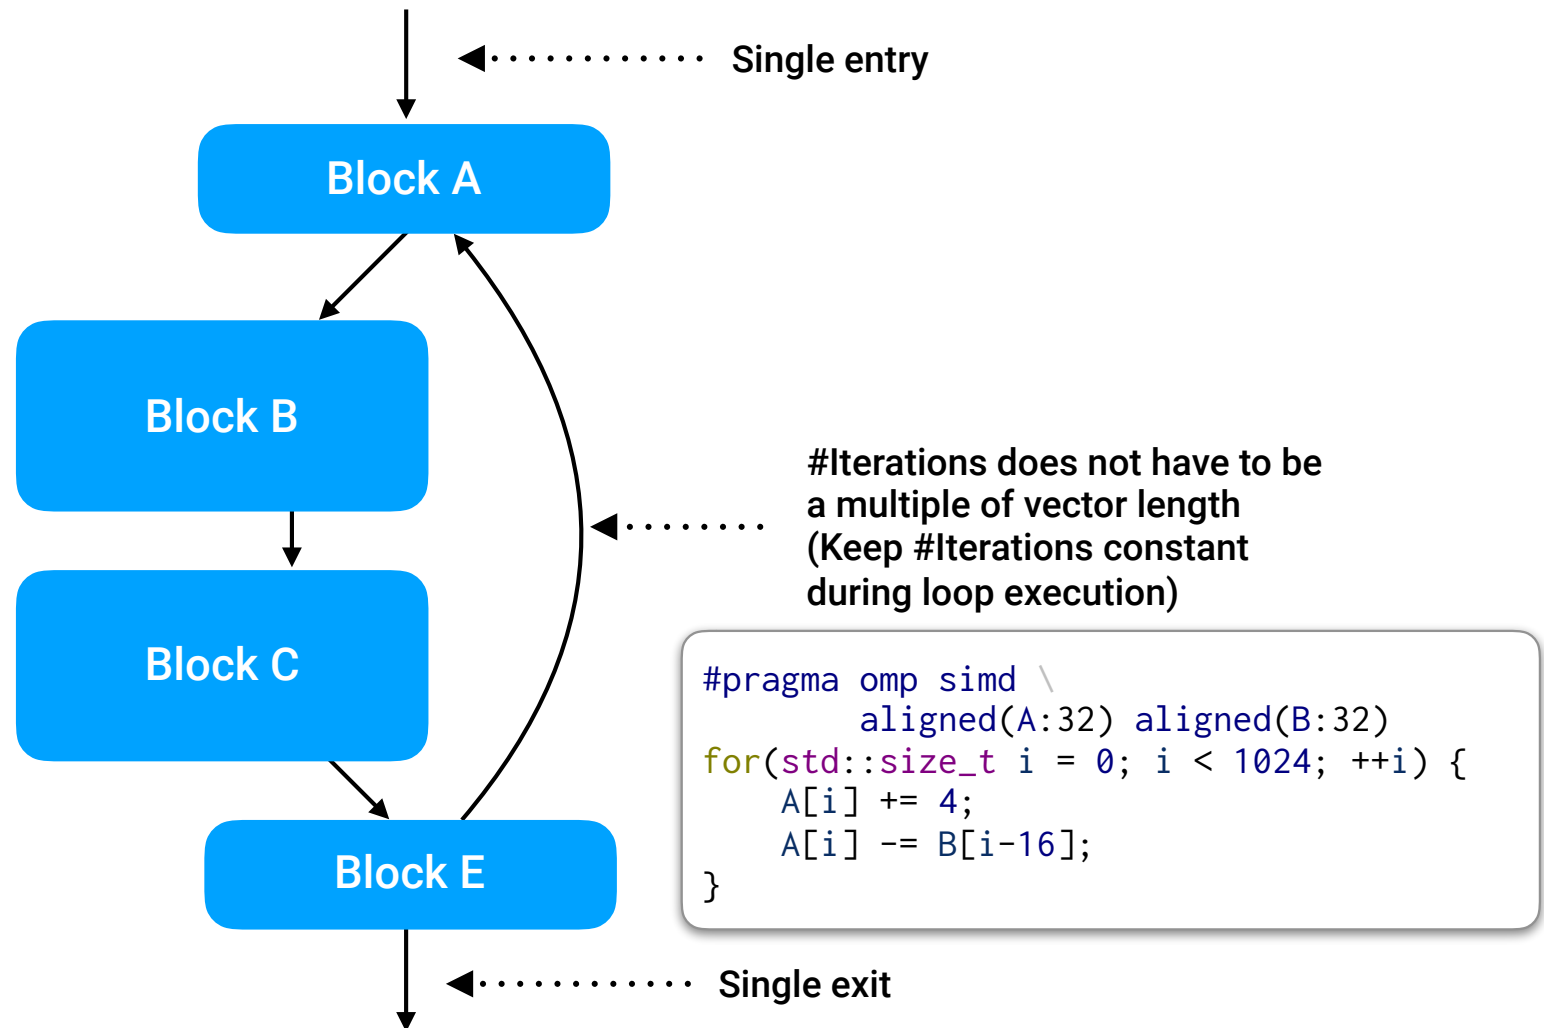 Single entry
Block A
Block B
#Iterations does not have to be
a multiple of vector length
(Keep #Iterations constant
during loop execution)
Block C
#pragma omp simd \
        aligned(A:32) aligned(B:32)
for(std::size_t i = 0; i < 1024; ++i) {
    A[i] += 4;
    A[i] -= B[i-16];
}
Block E
Single exit